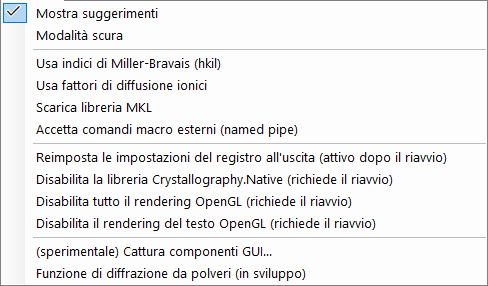 Mostra suggerimenti
Modalità scura
Usa indici di Miller-Bravais (hkil)
Usa fattori di diffusione ionici
Scarica libreria MKL
Accetta comandi macro esterni (named pipe)
Reimposta le impostazioni del registro all'uscita (attivo dopo il riavvio)
Disabilita la libreria Crystallography.Native (richiede il riavvio)
Disabilita tutto il rendering OpenGL (richiede il riavvio)
Disabilita il rendering del testo OpenGL (richiede il riavvio)
(sperimentale) Cattura componenti GUI...
Funzione di diffrazione da polveri (in sviluppo)